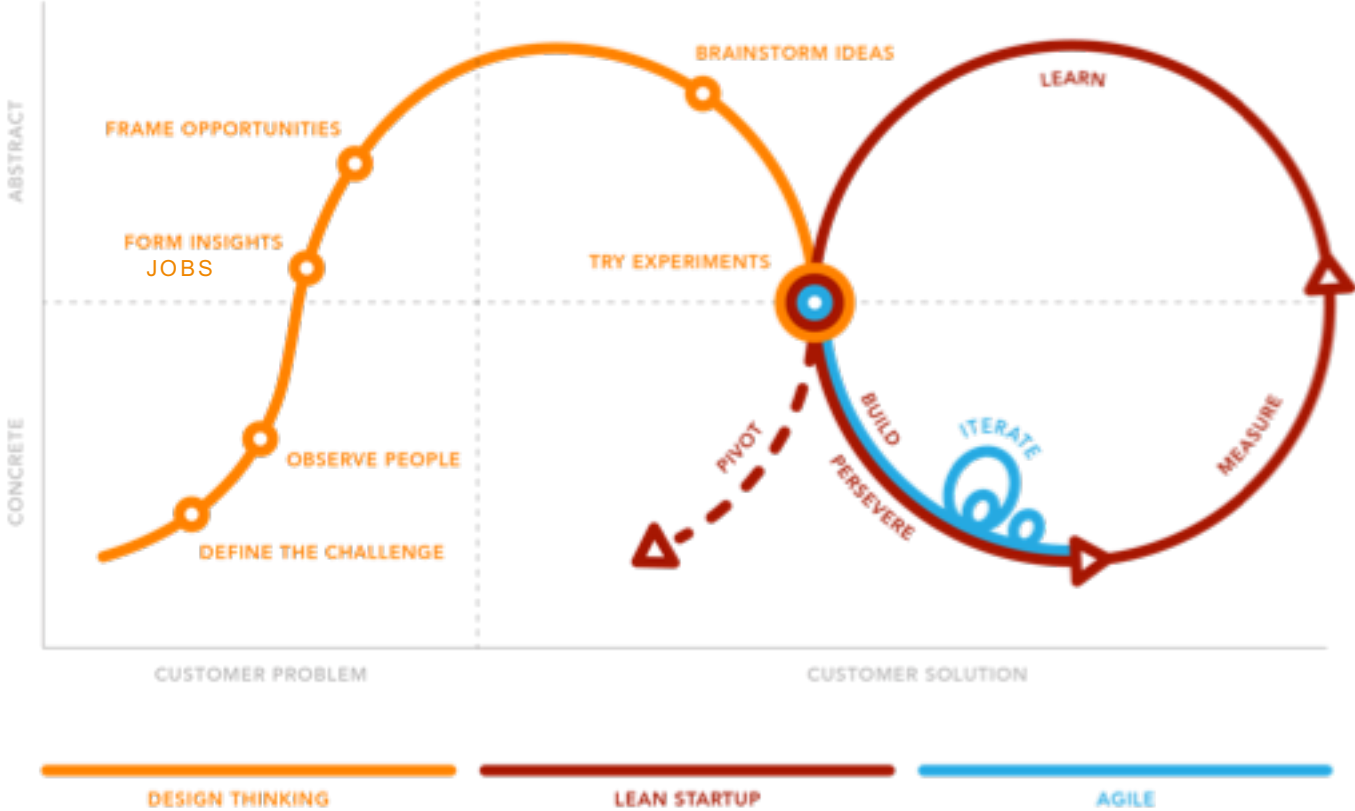 BRAINSTORM IDEAS
LEARN
FRAME OPPORTUNITIES
ABSTRACT
FORM INSIGHTS
JOBS
TRY EXPERIMENTS
BUILD
ITERATE
PIVOT
PERSEVERE
MEASURE
CONCRETE
OBSERVE PEOPLE
DEFINE THE CHALLENGE
CUSTOMER PROBLEM
CUSTOMER SOLUTION
DESIGN THINKING
LEAN STARTUP
AGILE